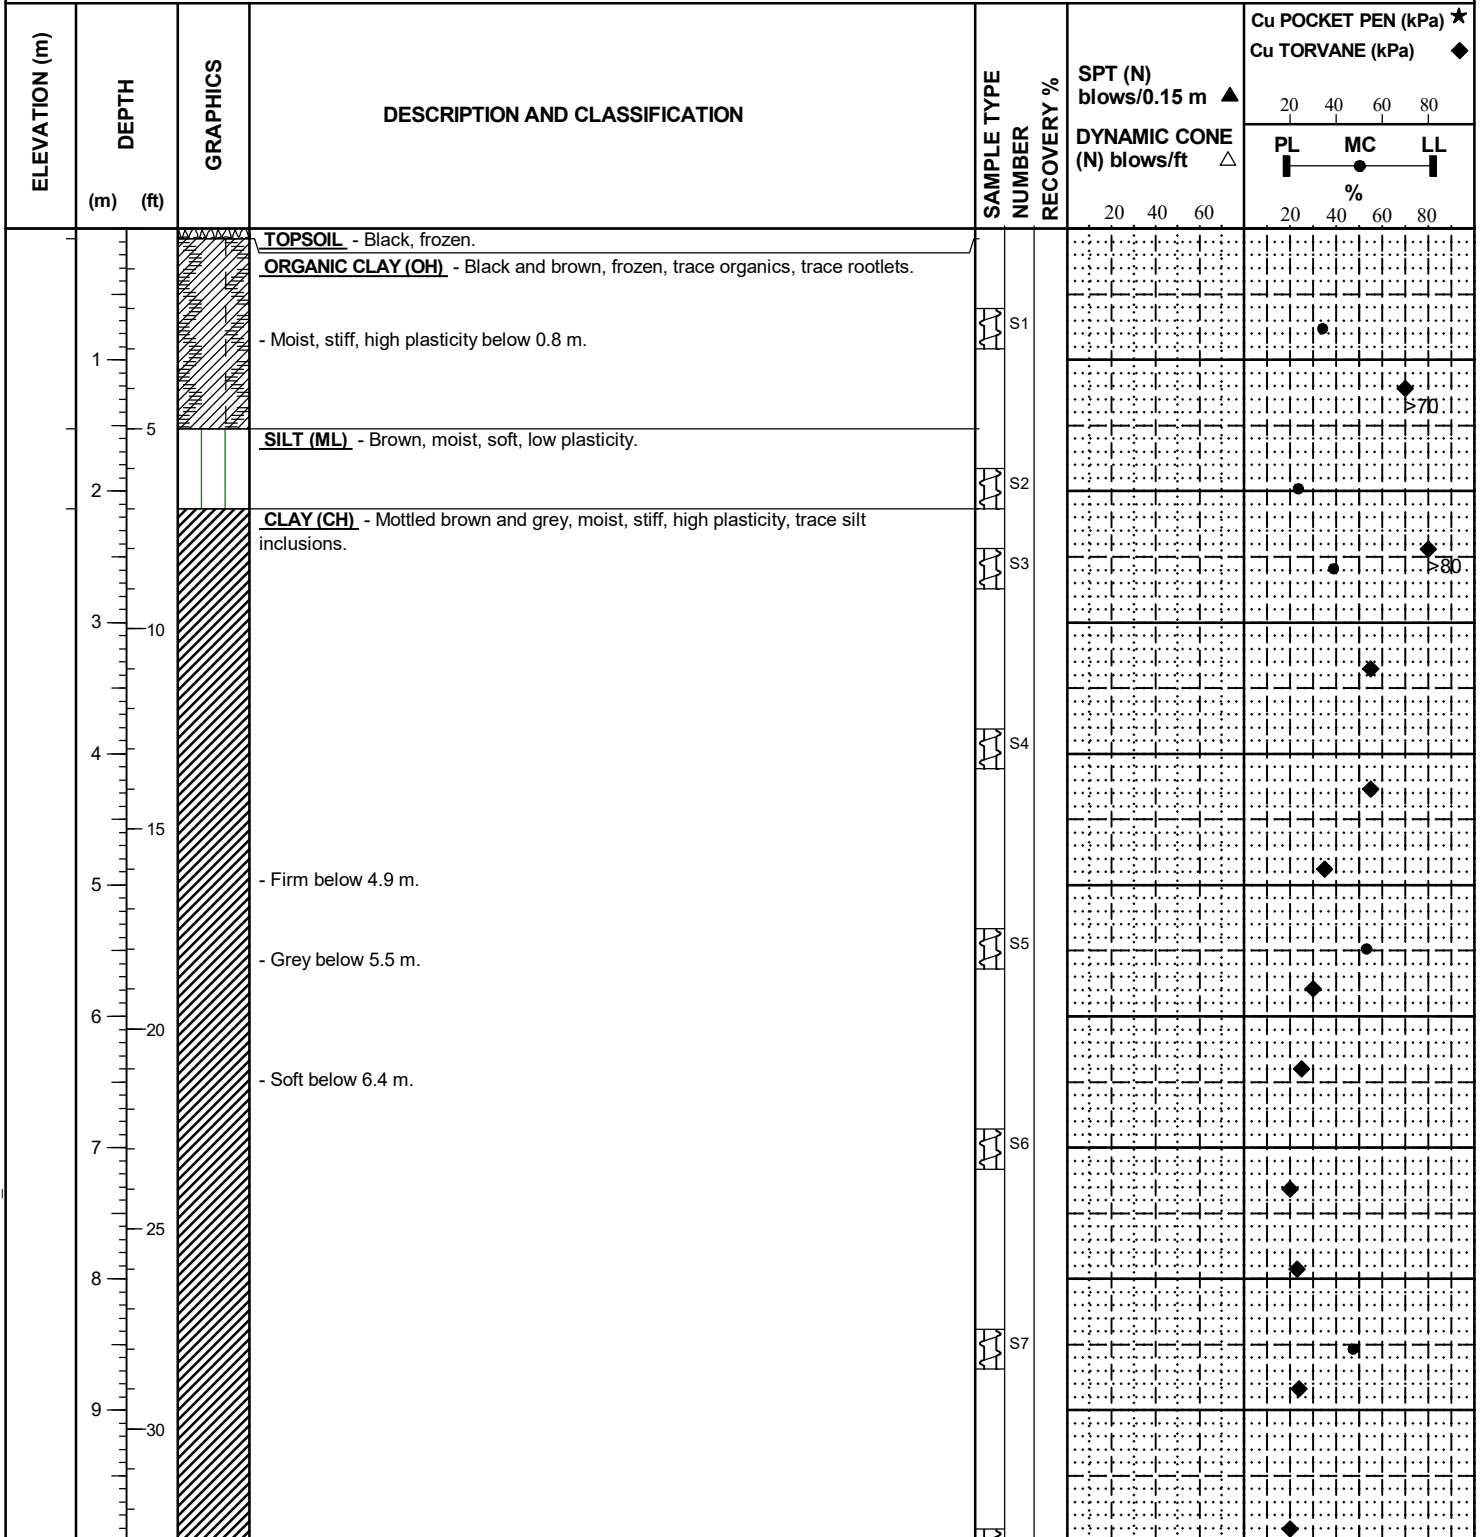 ELEVATION (m)
DEPTH
(m) (ft)
GRAPHICS
DESCRIPTION AND CLASSIFICATION
SAMPLE TYPE
NUMBER
RECOVERY %
SPT (N)
blows/0.15 m ▲
DYNAMIC CONE
(N) blows/ft △
20 40 60
Cu POCKET PEN (kPa) ★
Cu TORVANE (kPa) ◆
20 40 60 80
PL MC LL
%
20 40 60 80
TOPSOIL - Black, frozen.
ORGANIC CLAY (OH) - Black and brown, frozen, trace organics, trace rootlets.
S1
- Moist, stiff, high plasticity below 0.8 m.
1
>70
5
SILT (ML) - Brown, moist, soft, low plasticity.
S2
2
CLAY (CH) - Mottled brown and grey, moist, stiff, high plasticity, trace silt
inclusions.
S3
>80
3
10
S4
4
15
- Firm below 4.9 m.
5
S5
- Grey below 5.5 m.
6
20
- Soft below 6.4 m.
S6
7
25
8
S7
9
30